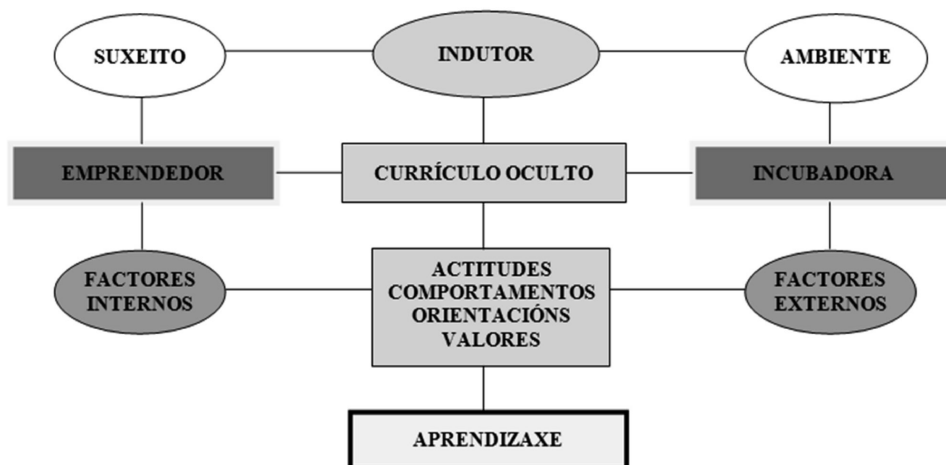 SUXEITO
INDUTOR
AMBIENTE
EMPRENDEDOR
CURRÍCULO OCULTO
INCUBADORA
FACTORES
INTERNOS
ACTITUDES
COMPORTAMENTOS
ORIENTACIÓNS
VALORES
FACTORES
EXTERNOS
APRENDIZAXE